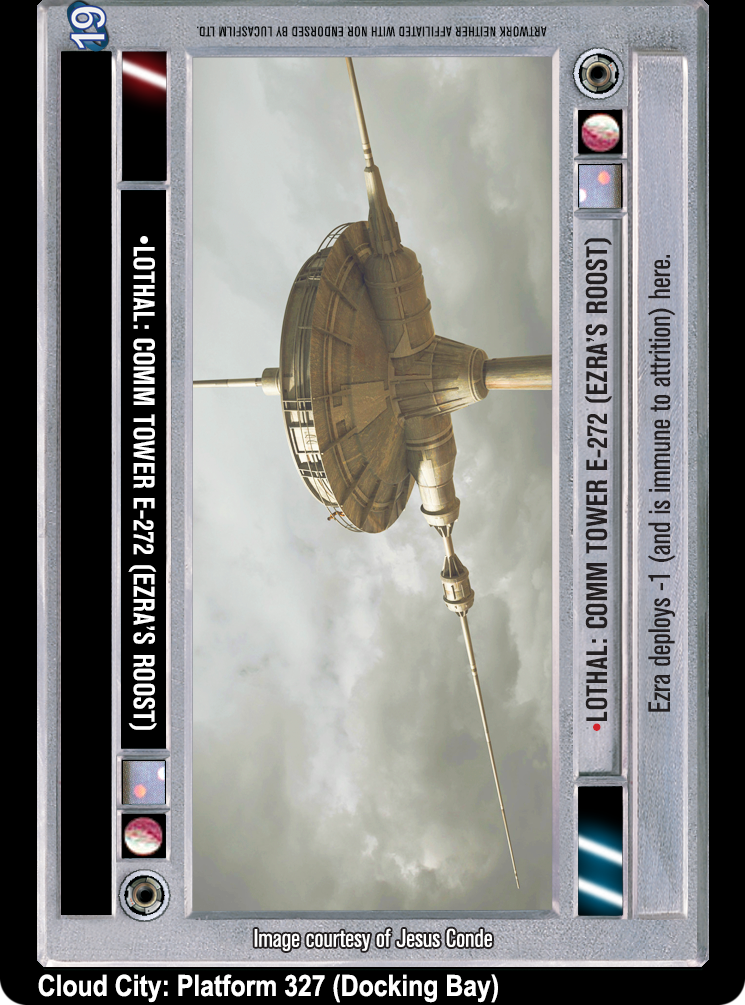 19
ARTWORK NEITHER AFFILIATED WITH NOR ENDORSED BY LUCASFILM LTD.
•LOTHAL: COMM TOWER E-272 (EZRA'S ROOST)
•LOTHAL: COMM TOWER E-272 (EZRA'S ROOST)
Ezra deploys -1 (and is immune to attrition) here.
Image courtesy of Jesus Conde
Cloud City: Platform 327 (Docking Bay)